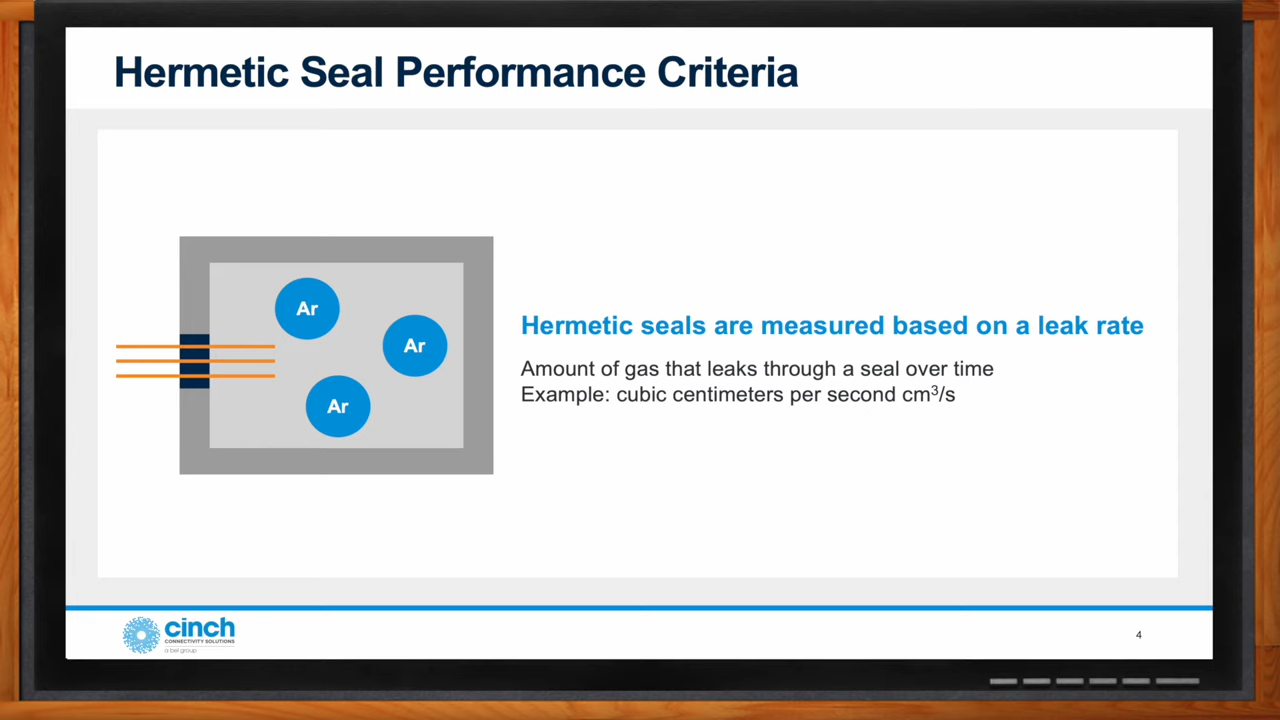 Hermetic Seal Performance Criteria
Ar
Ar
Ar
Hermetic seals are measured based on a leak rate
Amount of gas that leaks through a seal over time
Example: cubic centimeters per second cm³/s
cinch
CONNECTIVITY SOLUTIONS
a bel group
4